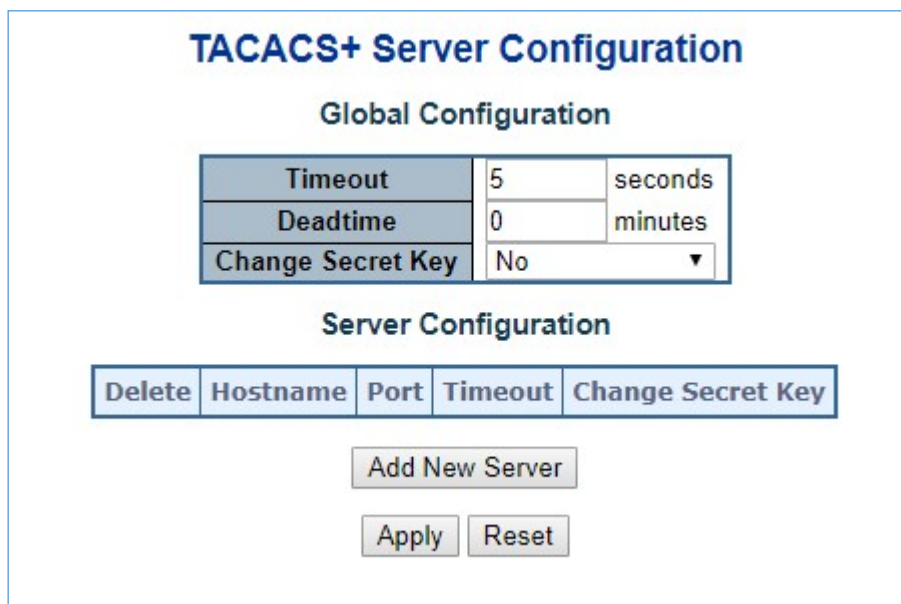 TACACS+ Server Configuration
Global Configuration
Timeout 5 seconds
Deadtime 0 minutes
Change Secret Key No
Server Configuration
Delete Hostname Port Timeout Change Secret Key
Add New Server
Apply Reset